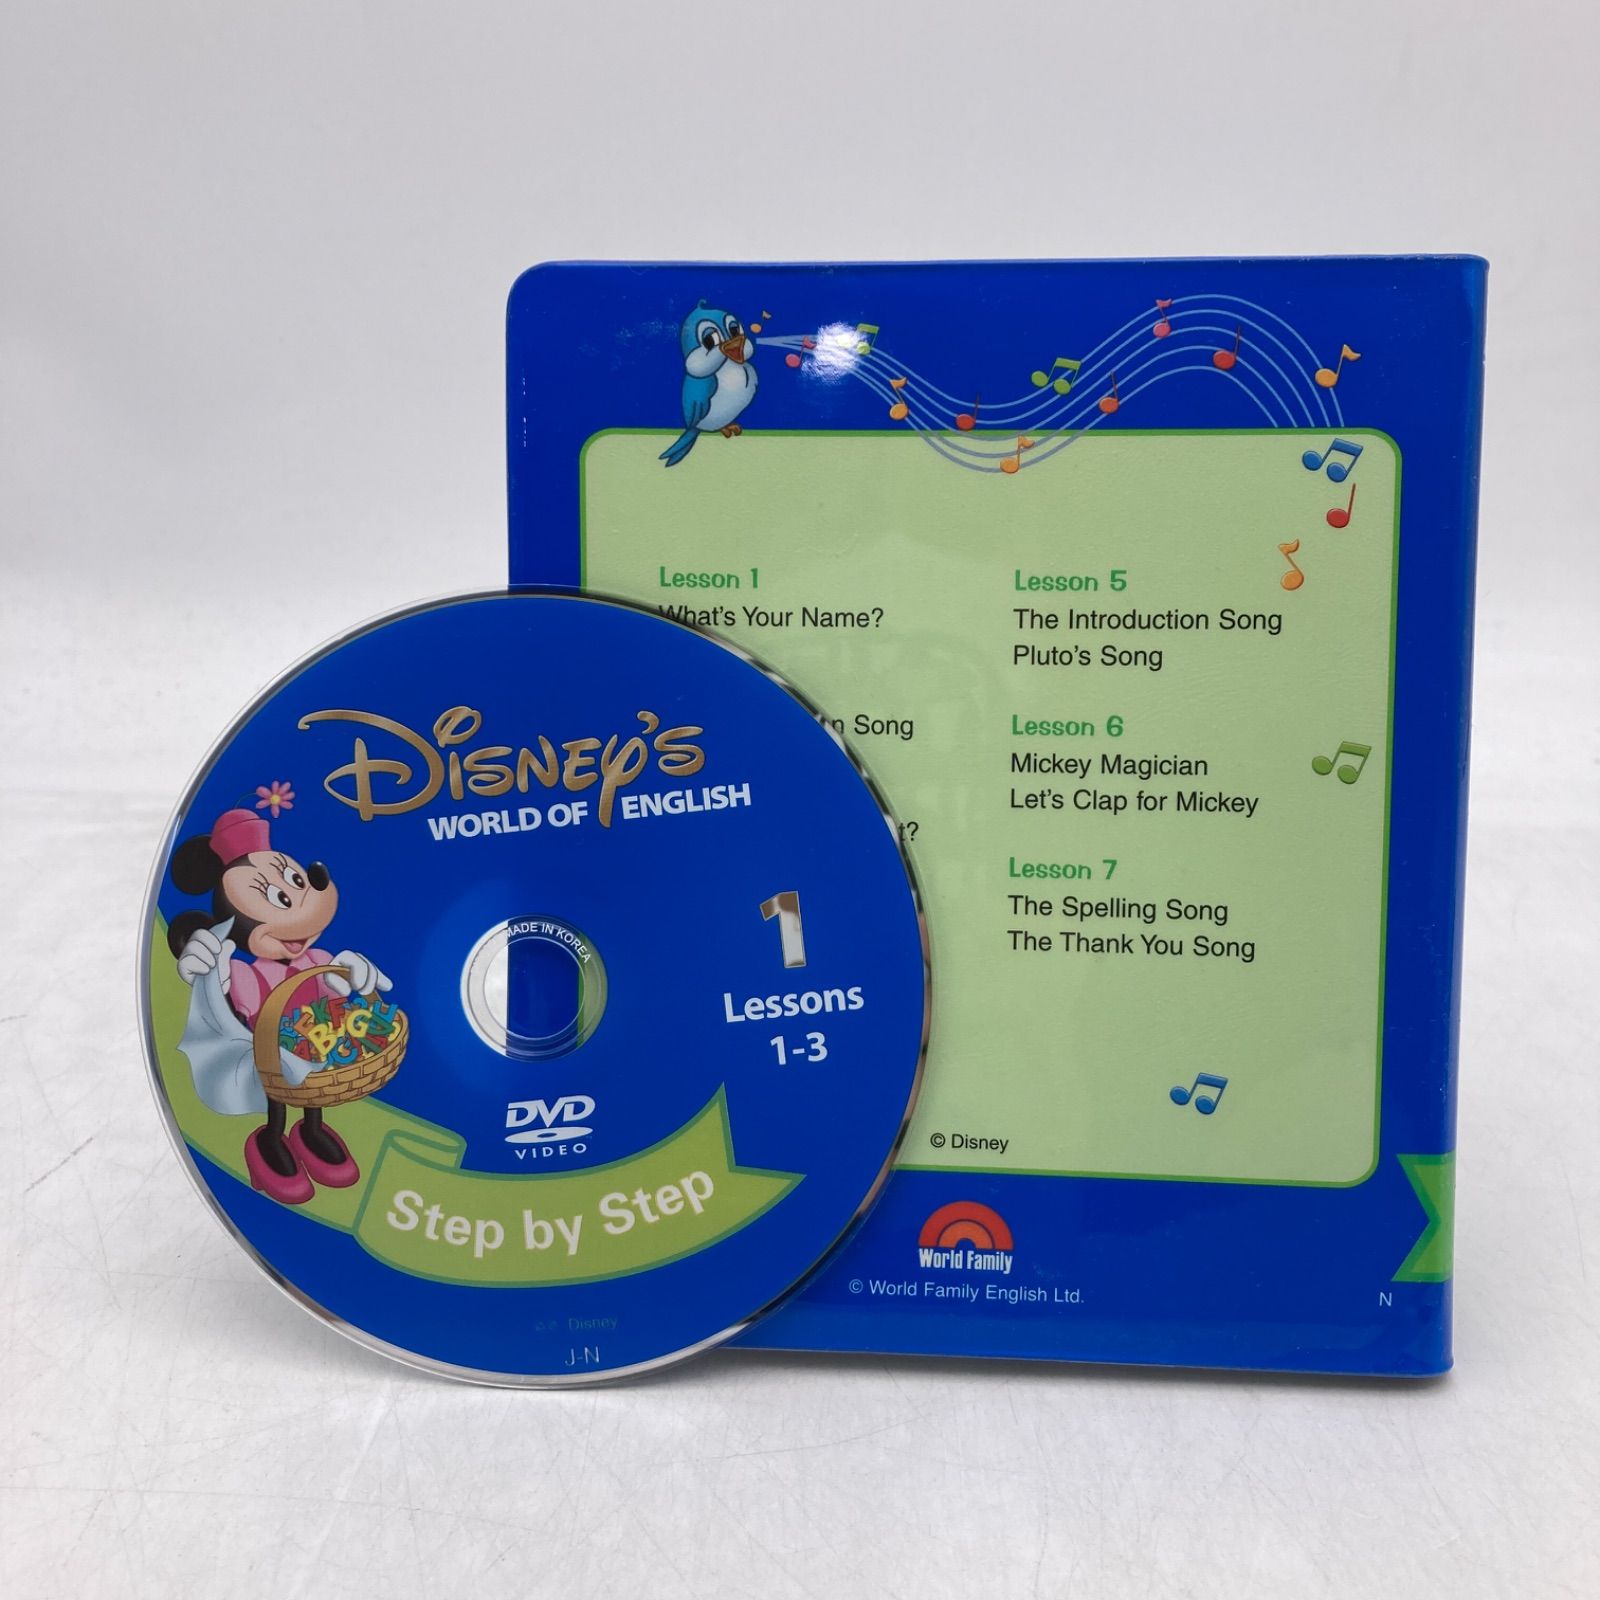 DISNEY'S
WORLD OF ENGLISH
MADE IN KOREA
1
Lessons
1-3
DVD
VIDEO
Step by Step
Disney
J-N
Lesson 1
What's Your Name?
Song
Lesson 5
The Introduction Song
Pluto's Song
Lesson 6
Mickey Magician
Let's Clap for Mickey
Lesson 7
The Spelling Song
The Thank You Song
© Disney
World Family
© World Family English Ltd.
N